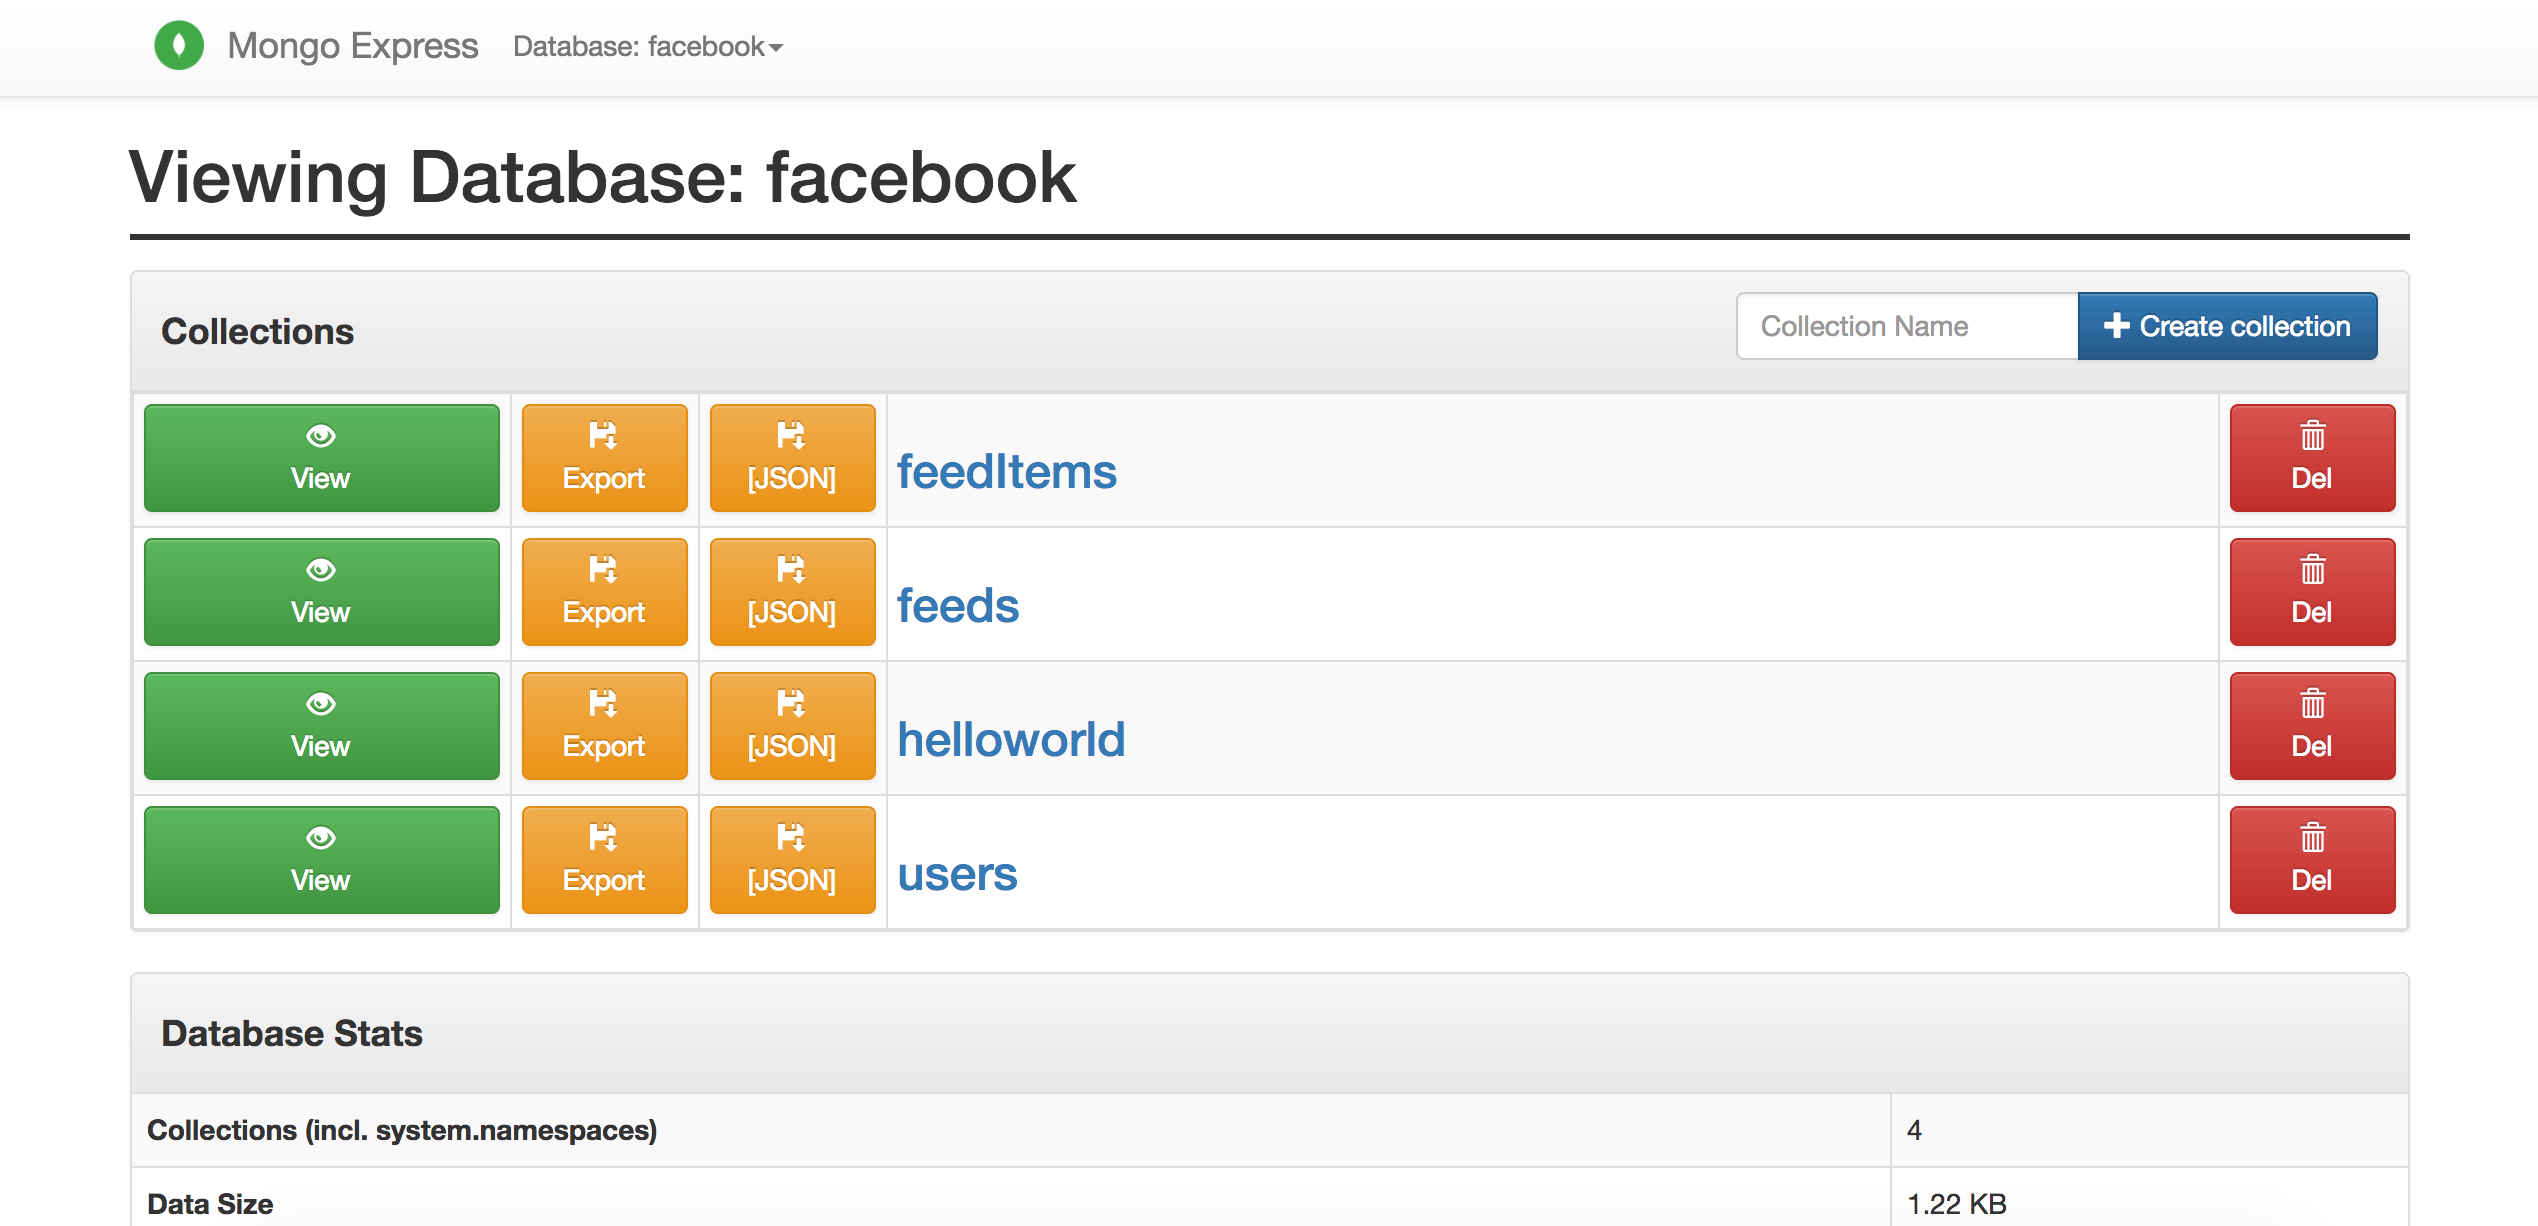 Mongo Express Database: facebook
Viewing Database: facebook
Collections
Collection Name Create collection
View Export [JSON] feedItems Del
View Export [JSON] feeds Del
View Export [JSON] helloworld Del
View Export [JSON] users Del
Database Stats
Collections (incl. system.namespaces) 4
Data Size 1.22 KB